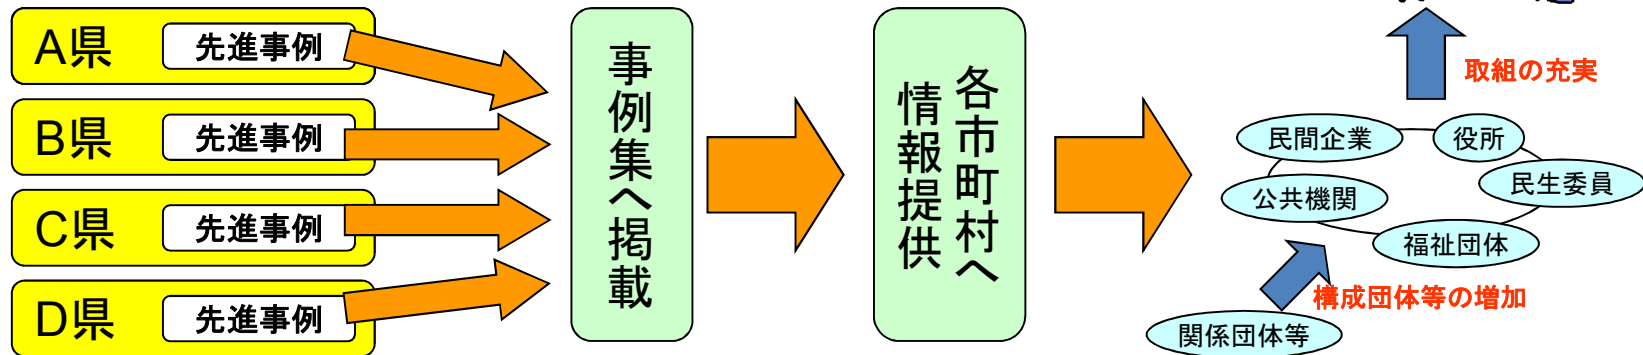 A県
先進事例
B県
先進事例
C県
先進事例
D県
先進事例
事例集へ掲載
各市町村へ
情報提供
取組の充実
民間企業
役所
民生委員
公共機関
福祉団体
構成団体等の増加
関係団体等